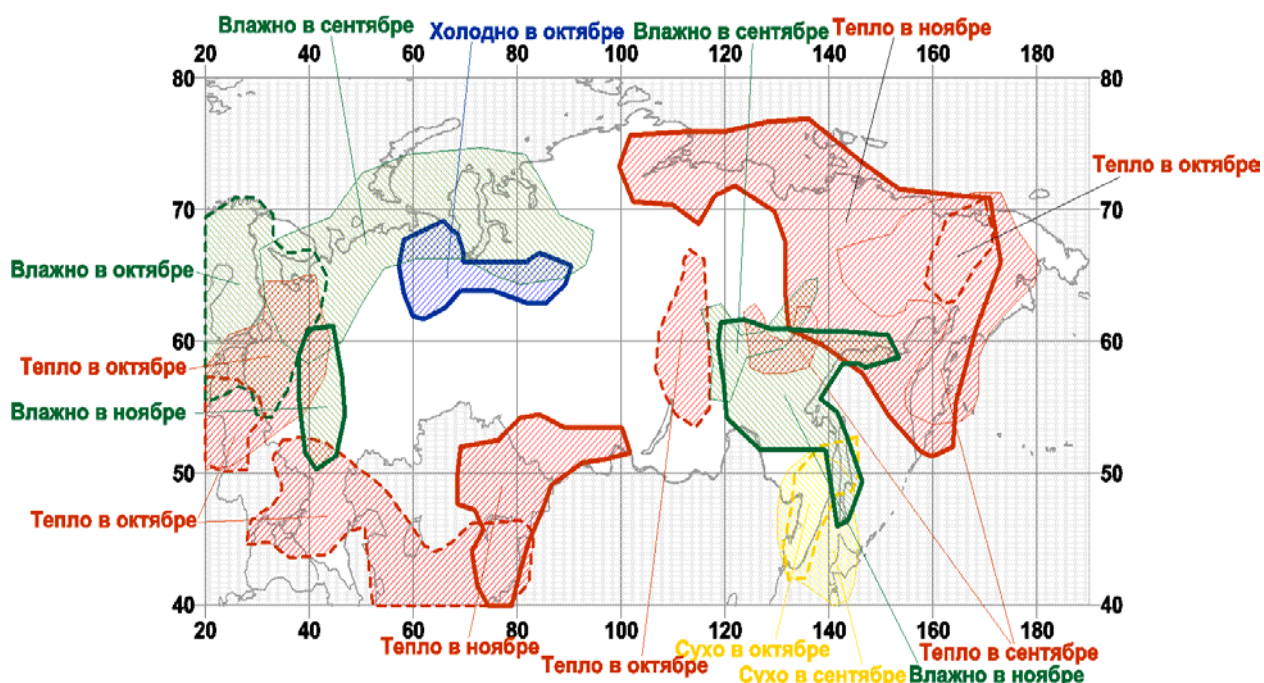 Влажно в сентябре
Холодно в октябре
Влажно в сентябре
Тепло в ноябре
20 40 60 80 100 120 140 160 180
80 80
Тепло в октябре
70 70
Влажно в октябре
60 60
Тепло в октябре
Влажно в ноябре
50 50
Тепло в октябре
40 40
20 40 60 80 100 120 140 160 180
Тепло в ноябре
Тепло в октябре
Сухо в октябре
Тепло в сентябре
Сухо в сентябре
Влажно в ноябре